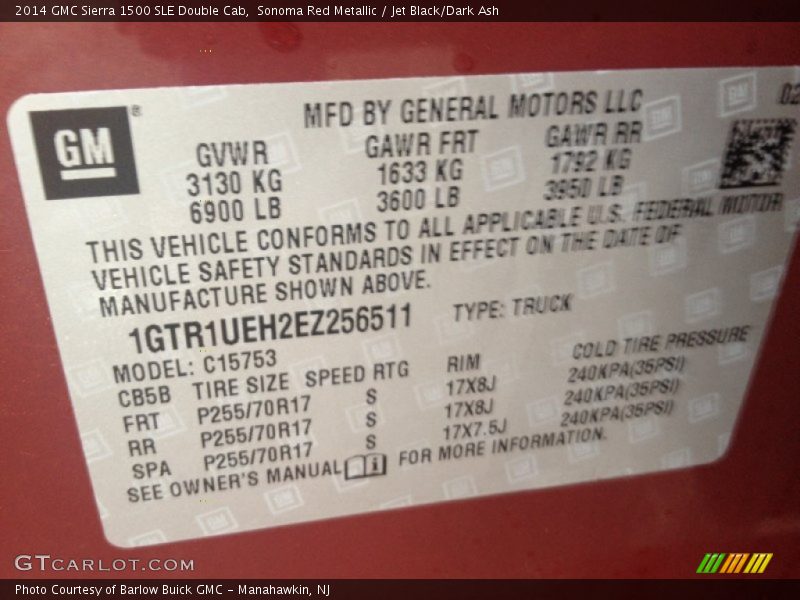 2014 GMC Sierra 1500 SLE Double Cab,  Sonoma Red Metallic / Jet Black/Dark Ash
GM®
MFD BY GENERAL MOTORS LLC
02
GVWR GAWR FRT GAWR RR
3130 KG 1633 KG 1792 KG
6900 LB 3600 LB 3950 LB
THIS VEHICLE CONFORMS TO ALL APPLICABLE U.S. FEDERAL MOTOR
VEHICLE SAFETY STANDARDS IN EFFECT ON THE DATE OF
MANUFACTURE SHOWN ABOVE.
1GTR1UEH2EZ256511 TYPE: TRUCK
MODEL: C15753
CB5B TIRE SIZE SPEED RTG RIM COLD TIRE PRESSURE
FRT P255/70R17 S 17X8J 240KPA(35PSI)
RR P255/70R17 S 17X8J 240KPA(35PSI)
SPA P255/70R17 S 17X7.5J 240KPA(35PSI)
SEE OWNER'S MANUAL FOR MORE INFORMATION.
GTCARLOT.COM
Photo Courtesy of Barlow Buick GMC - Manahawkin, NJ